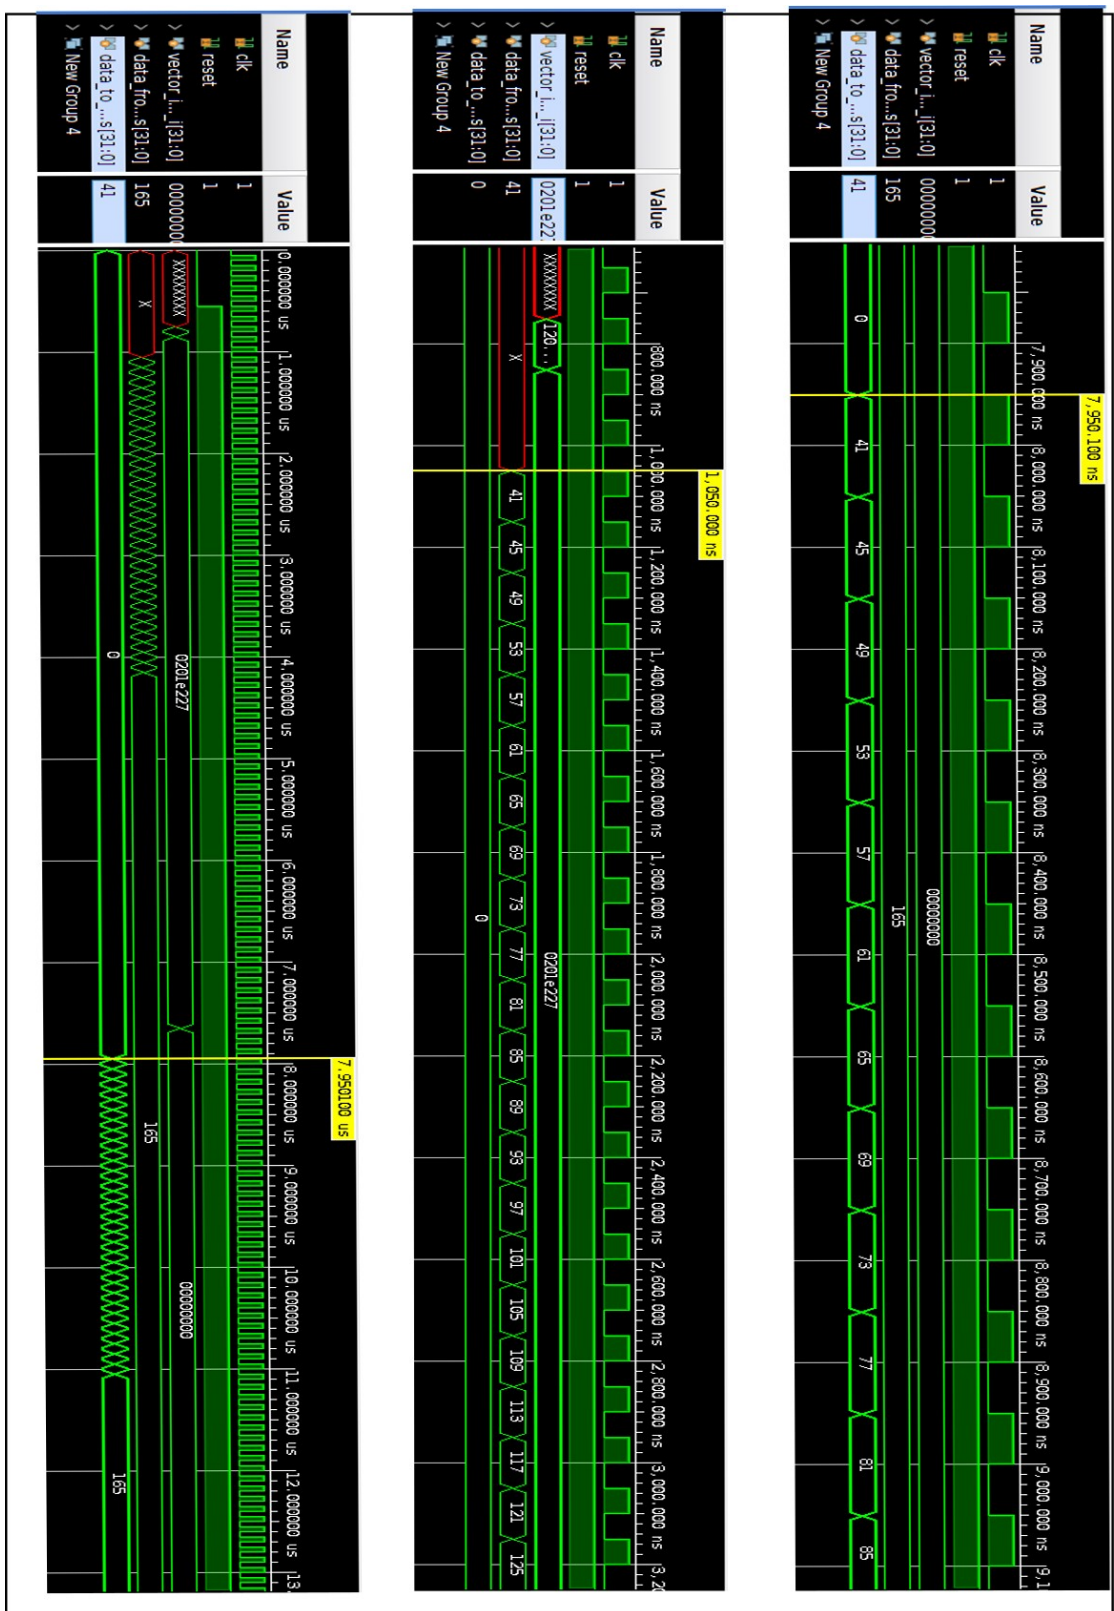 7,950.100 ns
Name Value 7,900.000 ns 8,000.000 ns 8,100.000 ns 8,200.000 ns 8,300.000 ns 8,400.000 ns 8,500.000 ns 8,600.000 ns 8,700.000 ns 8,800.000 ns 8,900.000 ns 9,000.000 ns 9,1
clk 1
reset 1
vector_i..._i[31:0] 00000000 00000000
data_fro...s[31:0] 165 165
data_to_...s[31:0] 41 0 41 45 49 53 57 61 65 69 73 77 81 85
New Group 4
1,050.000 ns
Name Value 800.000 ns 1,000.000 ns 1,200.000 ns 1,400.000 ns 1,600.000 ns 1,800.000 ns 2,000.000 ns 2,200.000 ns 2,400.000 ns 2,600.000 ns 2,800.000 ns 3,000.000 ns 3,20
clk 1
reset 1
vector_i..._i[31:0] 0201e22 XXXXXXXX 120... 0201e227
data_fro...s[31:0] 41 X 41 45 49 53 57 61 65 69 73 77 81 85 89 93 97 101 105 109 113 117 121 125
data_to_...s[31:0] 0 0
New Group 4
7.950100 us
Name Value 0.000000 us 1.000000 us 2.000000 us 3.000000 us 4.000000 us 5.000000 us 6.000000 us 7.000000 us 8.000000 us 9.000000 us 10.000000 us 11.000000 us 12.000000 us 13.
clk 1
reset 1
vector_i..._i[31:0] 00000000 XXXXXXXX 0201e227 00000000
data_fro...s[31:0] 165 X 165
data_to_...s[31:0] 41 0 165
New Group 4